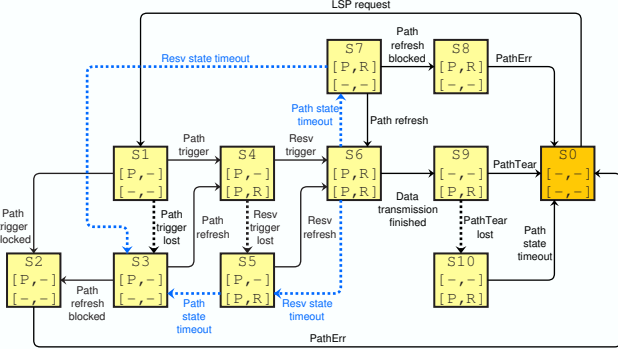 LSP request
S7
[P,R]
[-,-]
Path
refresh
blocked
S8
[P,R]
[-,-]
PathErr
Resv state timeout
Path state
timeout
Path refresh
S1
[P,-]
[-,-]
Path
trigger
S4
[P,-]
[P,R]
Resv
trigger
S6
[P,R]
[P,R]
S9
[-,-]
[P,R]
PathTear
S0
[-,-]
[-,-]
Data
transmission
finished
Path
trigger
blocked
Path
trigger
lost
Path
refresh
Resv
trigger
lost
Resv
refresh
PathTear
lost
Path
state
timeout
S2
[P,-]
[-,-]
Path
refresh
blocked
S3
[P,-]
[-,-]
Path
state
timeout
S5
[P,-]
[P,R]
Resv state
timeout
S10
[-,-]
[P,R]
PathErr